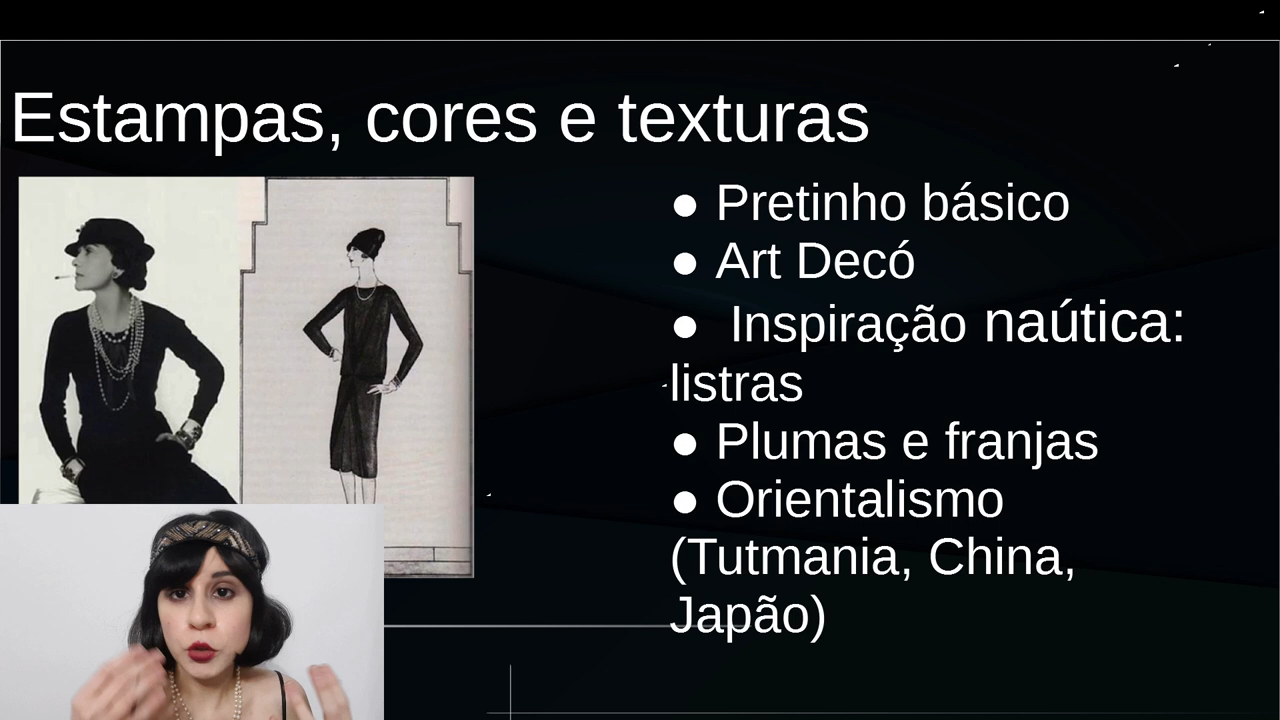 Estampas, cores e texturas
● Pretinho básico
● Art Decó
● Inspiração naútica:
listras
● Plumas e franjas
● Orientalismo
(Tutmania, China,
Japão)